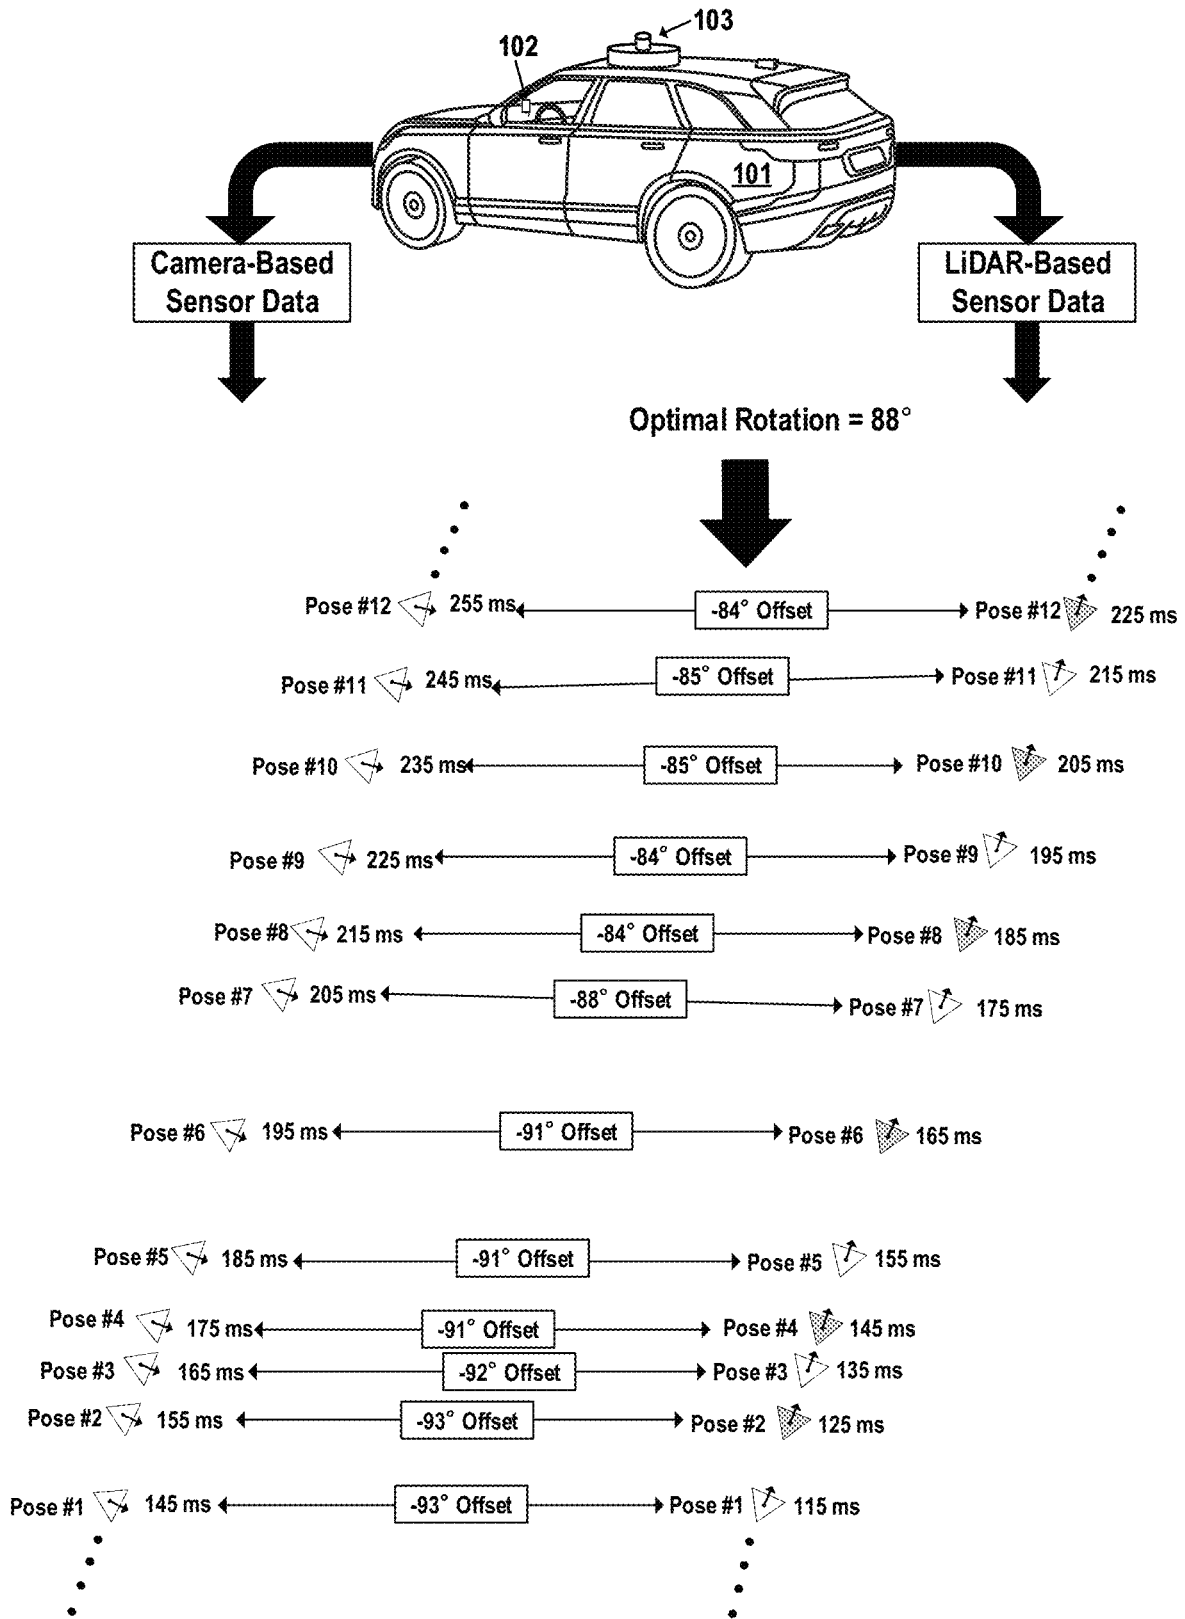 103
102
101
Camera-Based
Sensor Data
LiDAR-Based
Sensor Data
Optimal Rotation = 88°
Pose #12 255 ms -84° Offset Pose #12 225 ms
Pose #11 245 ms -85° Offset Pose #11 215 ms
Pose #10 235 ms -85° Offset Pose #10 205 ms
Pose #9 225 ms -84° Offset Pose #9 195 ms
Pose #8 215 ms -84° Offset Pose #8 185 ms
Pose #7 205 ms -88° Offset Pose #7 175 ms
Pose #6 195 ms -91° Offset Pose #6 165 ms
Pose #5 185 ms -91° Offset Pose #5 155 ms
Pose #4 175 ms -91° Offset Pose #4 145 ms
Pose #3 165 ms -92° Offset Pose #3 135 ms
Pose #2 155 ms -93° Offset Pose #2 125 ms
Pose #1 145 ms -93° Offset Pose #1 115 ms